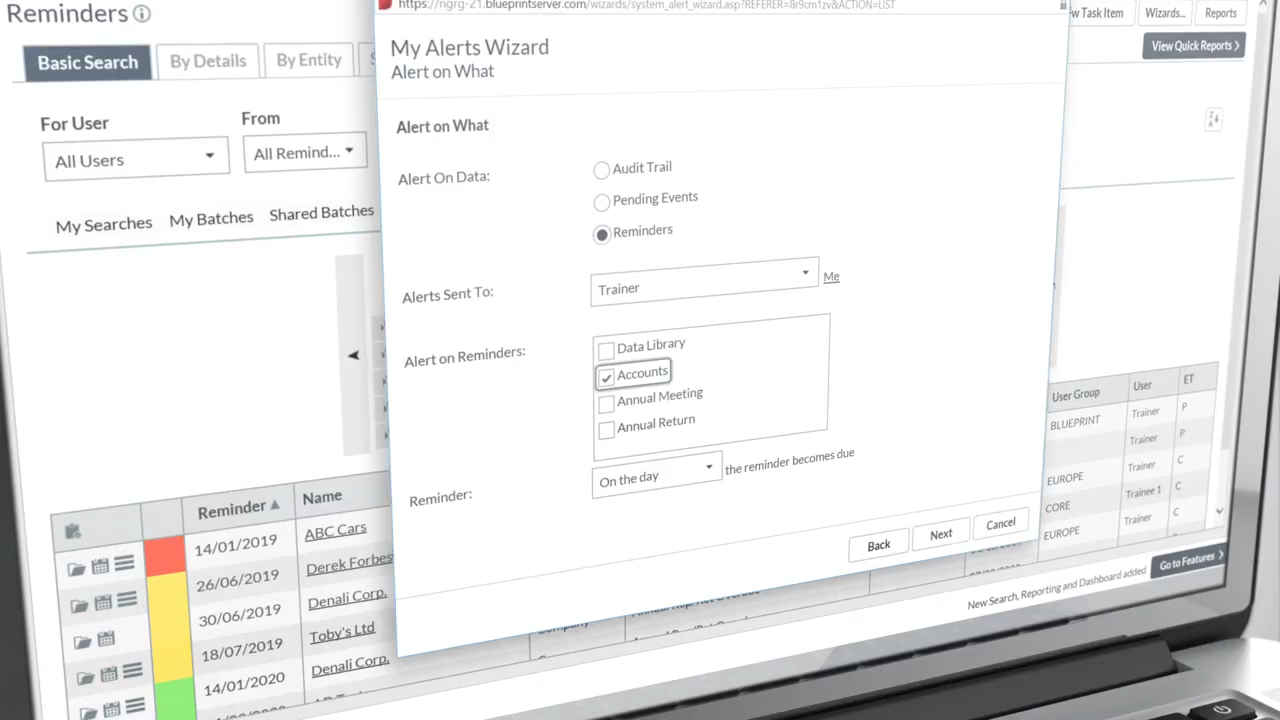 Reminders
https://ngrg-21.blueprintserver.com/wizards/system_alert_wizard.asp?REFERER=8r9cm1zv&ACTION=LIST
w Task Item
Wizards...
Reports
View Quick Reports
Basic Search
By Details
By Entity
My Alerts Wizard
Alert on What
For User
From
All Users
All Remind...
My Searches
My Batches
Shared Batches
Alert on What
Alert On Data:
Audit Trail
Pending Events
Reminders
Alerts Sent To:
Trainer
Me
Alert on Reminders:
Data Library
Accounts
Annual Meeting
Annual Return
Reminder:
On the day
the reminder becomes due
Back
Next
Cancel
Reminder
Name
14/01/2019
ABC Cars
26/06/2019
Derek Forbes
30/06/2019
Denali Corp.
18/07/2019
Toby's Ltd
14/01/2020
Denali Corp.
User Group
User
ET
BLUEPRINT
Trainer
P
Trainer
P
EUROPE
Trainer
C
CORE
Trainee 1
C
EUROPE
Trainer
C
New Search, Reporting and Dashboard added
Go to Features